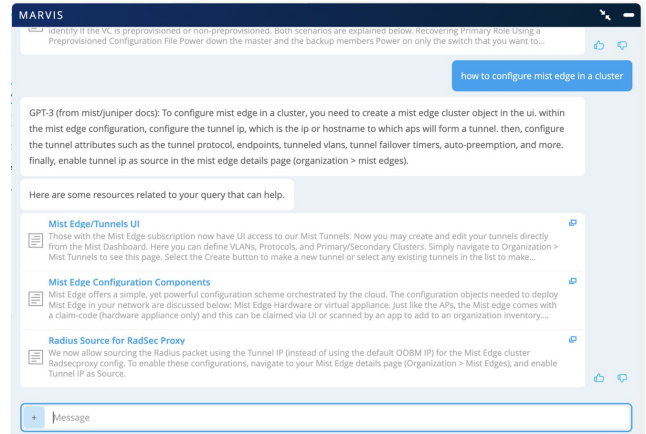 MARVIS
identify if the VC is preprovisioned or non-preprovisioned. Both scenarios are explained below. Recovering Primary Role Using a
Preprovisioned Configuration File Power down the master and the backup members Power on only the switch that you want to...
how to configure mist edge in a cluster
GPT-3 (from mist/juniper docs): To configure mist edge in a cluster, you need to create a mist edge cluster object in the ui. within
the mist edge configuration, configure the tunnel ip, which is the ip or hostname to which aps will form a tunnel. then, configure
the tunnel attributes such as the tunnel protocol, endpoints, tunneled vlans, tunnel failover timers, auto-preemption, and more.
finally, enable tunnel ip as source in the mist edge details page (organization > mist edges).
Here are some resources related to your query that can help.
Mist Edge/Tunnels UI
Those with the Mist Edge subscription now have UI access to our Mist Tunnels. Now you may create and edit your tunnels directly
from the Mist Dashboard. Here you can define VLANs, Protocols, and Primary/Secondary Clusters. Simply navigate to Organization >
Mist Tunnels to see this page. Select the Create button to make a new tunnel or select any existing tunnels in the list to make...
Mist Edge Configuration Components
Mist Edge offers a simple, yet powerful configuration scheme orchestrated by the cloud. The configuration objects needed to deploy
Mist Edge in your network are discussed below: Mist Edge Hardware or virtual appliance. Just like the APs, the Mist edge comes with
a claim-code (hardware appliance only) and this can be claimed via UI or scanned by an app to add to an organization inventory....
Radius Source for RadSec Proxy
We now allow sourcing the Radius packet using the Tunnel IP (instead of using the default OOBM IP) for the Mist Edge cluster
Radsecproxy config. To enable these configurations, navigate to your Mist Edge details page (Organization > Mist Edges), and enable
Tunnel IP as Source.
+ Message